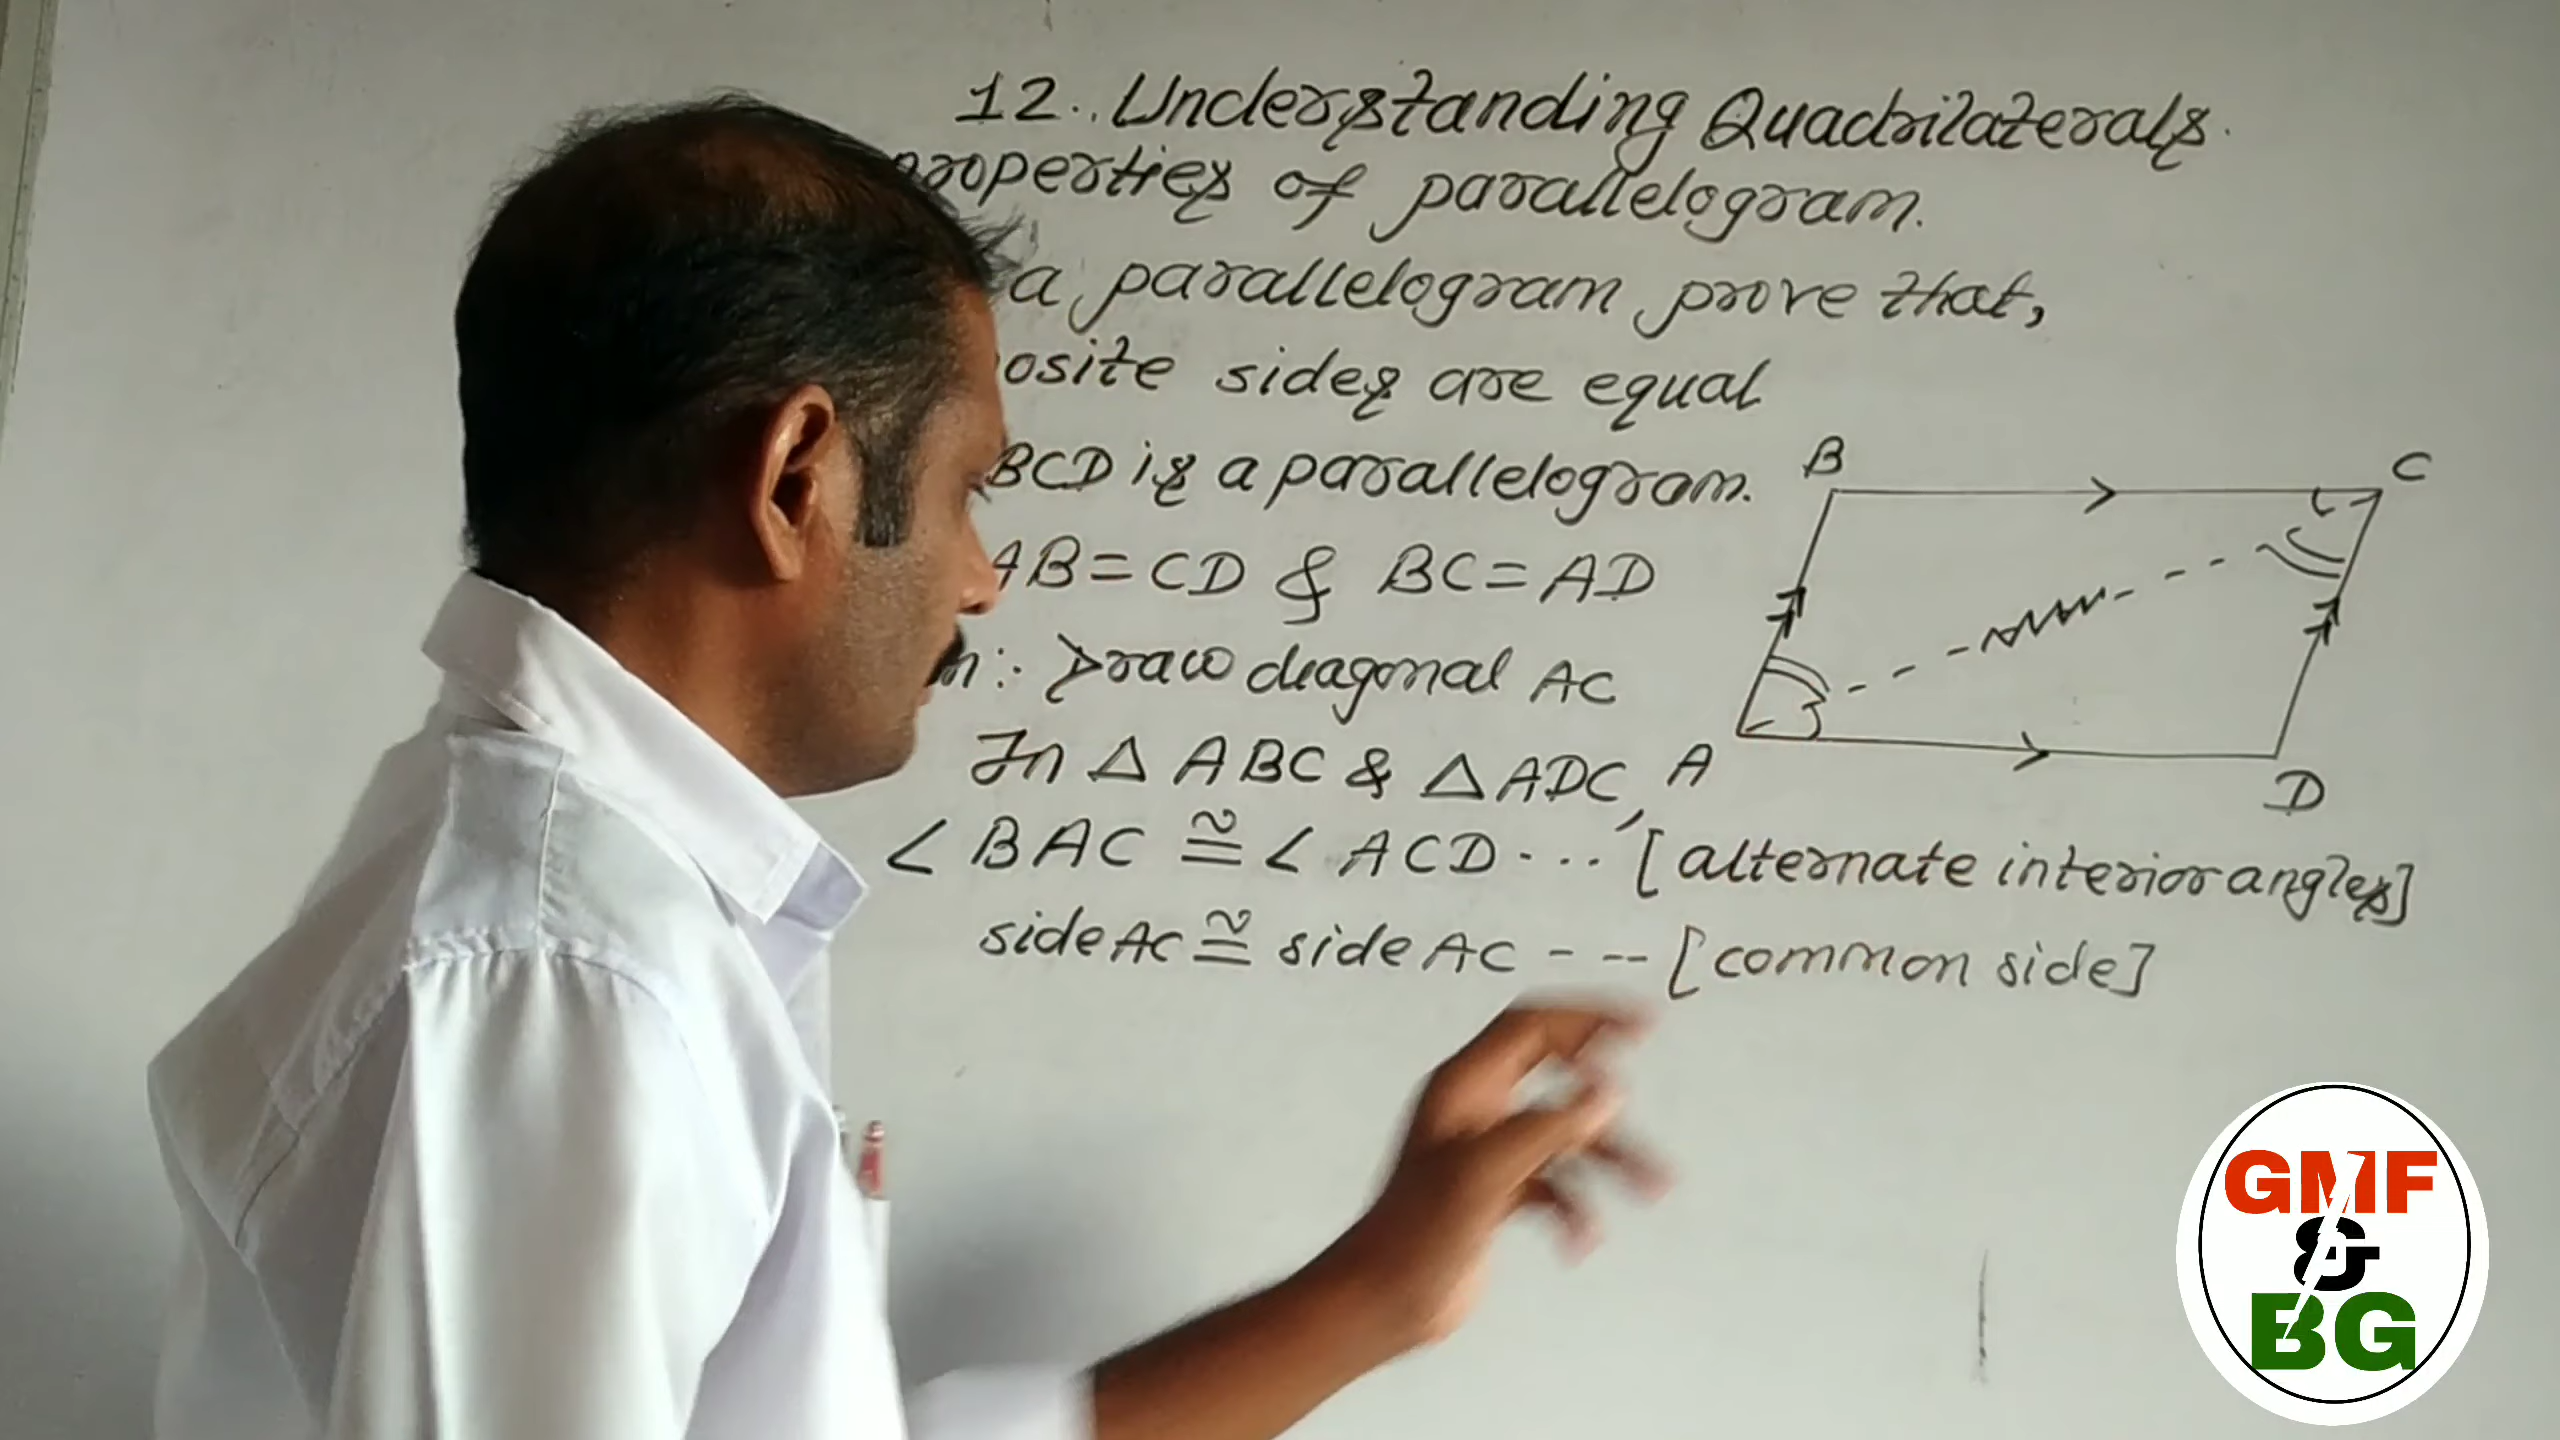 12. Understanding Quadrilaterals.
properties of parallelogram.
a parallelogram prove that,
osite sides are equal
BCD is a parallelogram.
AB = CD & BC = AD
n: Draw diagonal AC
In △ ABC & △ ADC,
∠ BAC ≅ ∠ ACD ... [alternate interior angles]
side AC ≅ side AC --- [common side]
B
C
A
D
GMF
&
BG